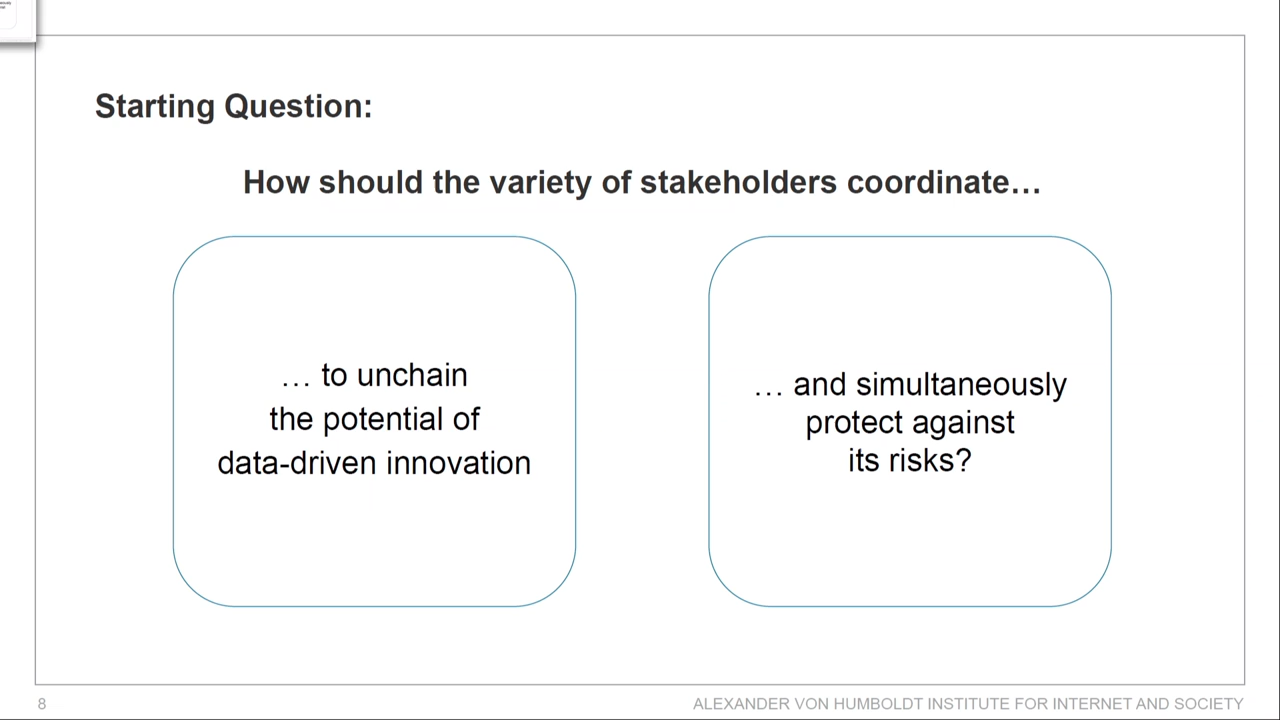 Starting Question:
How should the variety of stakeholders coordinate…
… to unchain
the potential of
data-driven innovation
… and simultaneously
protect against
its risks?
8
ALEXANDER VON HUMBOLDT INSTITUTE FOR INTERNET AND SOCIETY